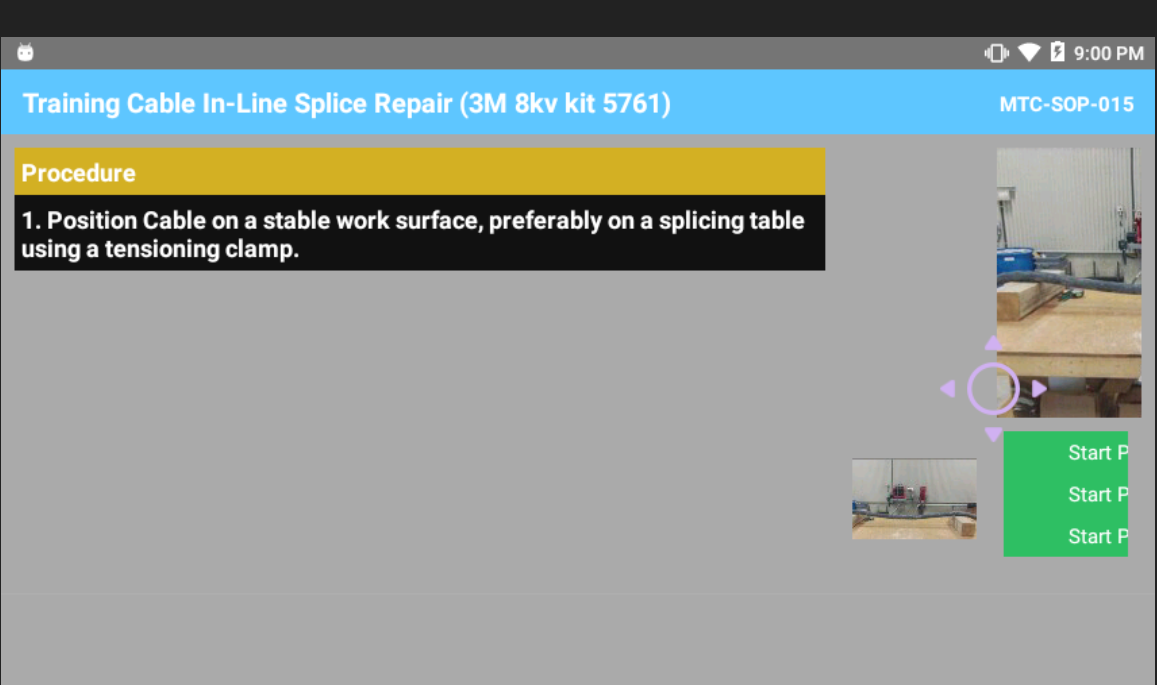 9:00 PM
Training Cable In-Line Splice Repair (3M 8kv kit 5761)
MTC-SOP-015
Procedure
1. Position Cable on a stable work surface, preferably on a splicing table
using a tensioning clamp.
Start P
Start P
Start P